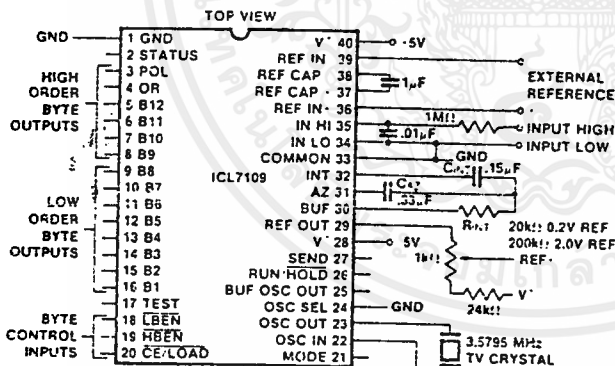 TOP VIEW
GND
1 GND
2 STATUS
3 POL
4 OR
5 B12
6 B11
7 B10
8 B9
9 B8
10 B7
11 B6
12 B5
13 B4
14 B3
15 B2
16 B1
17 TEST
18 LBEN
19 HBEN
20 CE/LOAD
HIGH
ORDER
BYTE
OUTPUTS
LOW
ORDER
BYTE
OUTPUTS
BYTE
CONTROL
INPUTS
ICL7109
V+ 40
REF IN 39
REF CAP 38
REF CAP 37
REF IN 36
IN HI 35
IN LO 34
COMMON 33
INT 32
AZ 31
BUF 30
REF OUT 29
V 28
SEND 27
RUN/HOLD 26
BUF OSC OUT 25
OSC SEL 24
OSC OUT 23
OSC IN 22
MODE 21
5V
1µF
EXTERNAL
REFERENCE
1MΩ
INPUT HIGH
.01µF
INPUT LOW
GND
.15µF
.33µF
20kΩ 0.2V REF
200kΩ 2.0V REF
5V
1kΩ
REF
V+
24kΩ
GND
3.5795 MHz
TV CRYSTAL